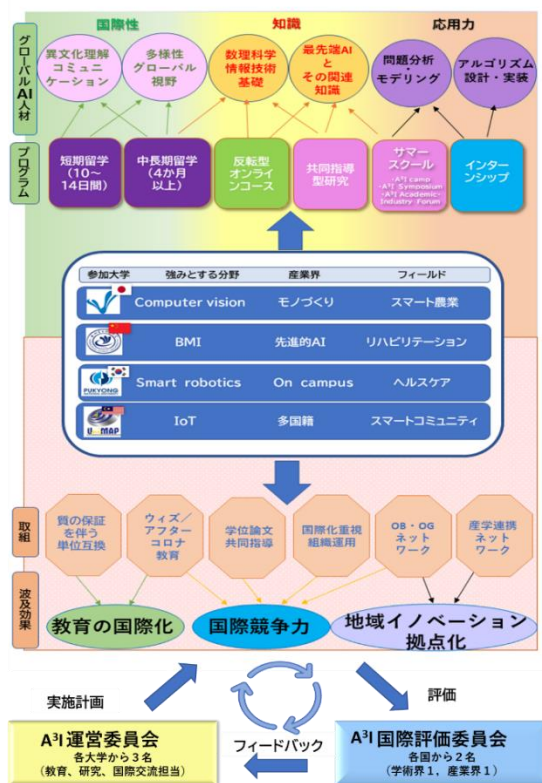 国際性
知識
応用力
グローバルAI人材
異文化理解
コミュニ
ケーション
多様性
グローバル
視野
数理科学
情報技術
基礎
最先端AI
と
その関連
知識
問題分析
・
モデリング
アルゴリズム
設計・実装
プログラム
短期留学
(10～
14日間)
中長期留学
(4か月
以上)
反転型
オンライ
ンコース
共同指導
型研究
サマー
スクール
・A³I camp
・A³I Symposium
・A³I Academic-
Industry Forum
インター
ンシップ
参加大学
強みとする分野
産業界
フィールド
Computer vision
モノづくり
スマート農業
BMI
先進的AI
リハビリテーション
PUKYONG
Smart robotics
On campus
ヘルスケア
UniMAP
IoT
多国籍
スマートコミュニティ
取組
質の保証
を伴う
単位互換
ウィズ／
アフター
コロナ
教育
学位論文
共同指導
国際化重視
組織運用
OB・OG
ネット
ワーク
産学連携
ネット
ワーク
波及効果
教育の国際化
国際競争力
地域イノベーション
拠点化
実施計画
評価
A³I 運営委員会
各大学から３名
(教育、研究、国際交流担当)
フィードバック
A³I 国際評価委員会
各国から２名
(学術界１、産業界１)